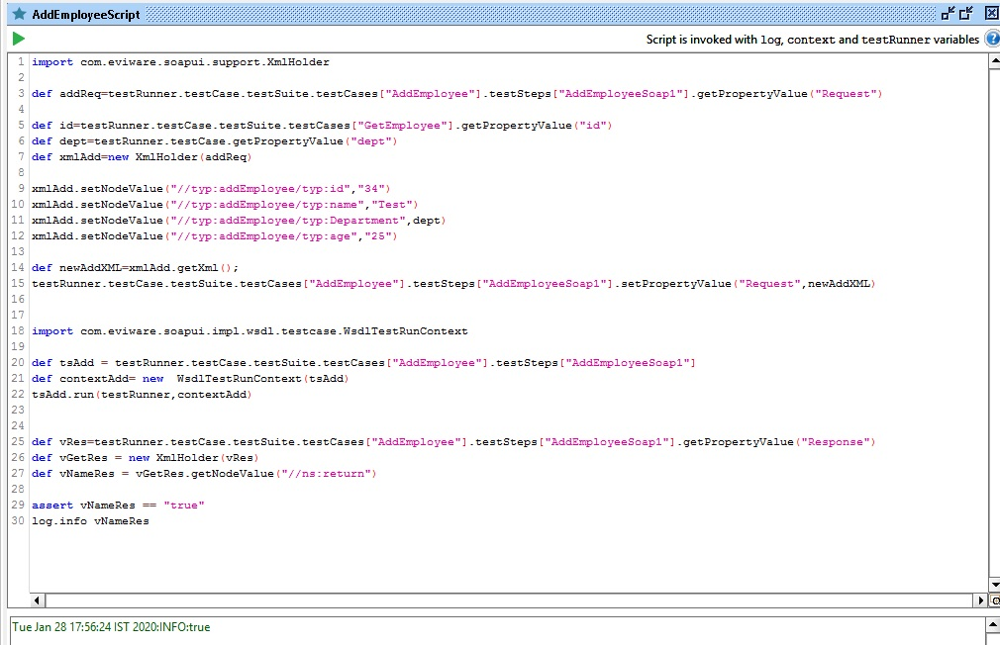 AddEmployeeScript
Script is invoked with log, context and testRunner variables
1 import com.eviware.soapui.support.XmlHolder
2
3 def addReq=testRunner.testCase.testSuite.testCases["AddEmployee"].testSteps["AddEmployeeSoap1"].getPropertyValue("Request")
4
5 def id=testRunner.testCase.testSuite.testCases["GetEmployee"].getPropertyValue("id")
6 def dept=testRunner.testCase.getPropertyValue("dept")
7 def xmlAdd=new XmlHolder(addReq)
8
9 xmlAdd.setNodeValue("//typ:addEmployee/typ:id","34")
10 xmlAdd.setNodeValue("//typ:addEmployee/typ:name","Test")
11 xmlAdd.setNodeValue("//typ:addEmployee/typ:Department",dept)
12 xmlAdd.setNodeValue("//typ:addEmployee/typ:age","25")
13
14 def newAddXML=xmlAdd.getXml();
15 testRunner.testCase.testSuite.testCases["AddEmployee"].testSteps["AddEmployeeSoap1"].setPropertyValue("Request",newAddXML)
16
17
18 import com.eviware.soapui.impl.wsdl.testcase.WsdlTestRunContext
19
20 def tsAdd = testRunner.testCase.testSuite.testCases["AddEmployee"].testSteps["AddEmployeeSoap1"]
21 def contextAdd= new  WsdlTestRunContext(tsAdd)
22 tsAdd.run(testRunner,contextAdd)
23
24
25 def vRes=testRunner.testCase.testSuite.testCases["AddEmployee"].testSteps["AddEmployeeSoap1"].getPropertyValue("Response")
26 def vGetRes = new XmlHolder(vRes)
27 def vNameRes = vGetRes.getNodeValue("//ns:return")
28
29 assert vNameRes == "true"
30 log.info vNameRes
Tue Jan 28 17:56:24 IST 2020:INFO:true